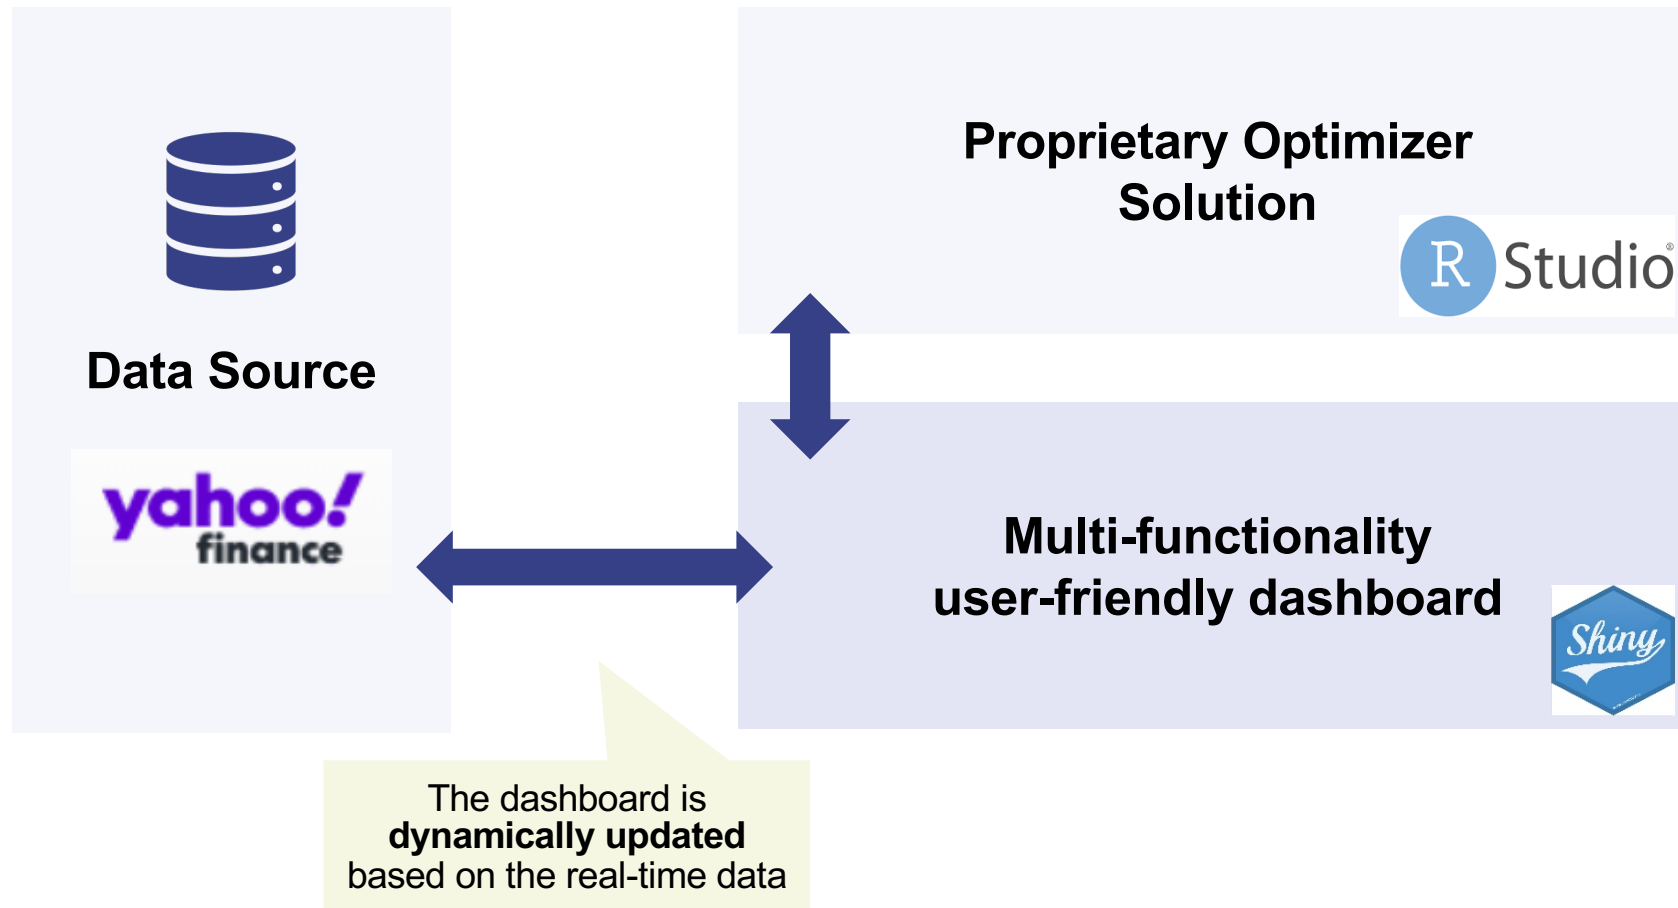 Data Source
yahoo!
finance
Proprietary Optimizer
Solution
R Studio®
Multi-functionality
user-friendly dashboard
Shiny
The dashboard is
dynamically updated
based on the real-time data